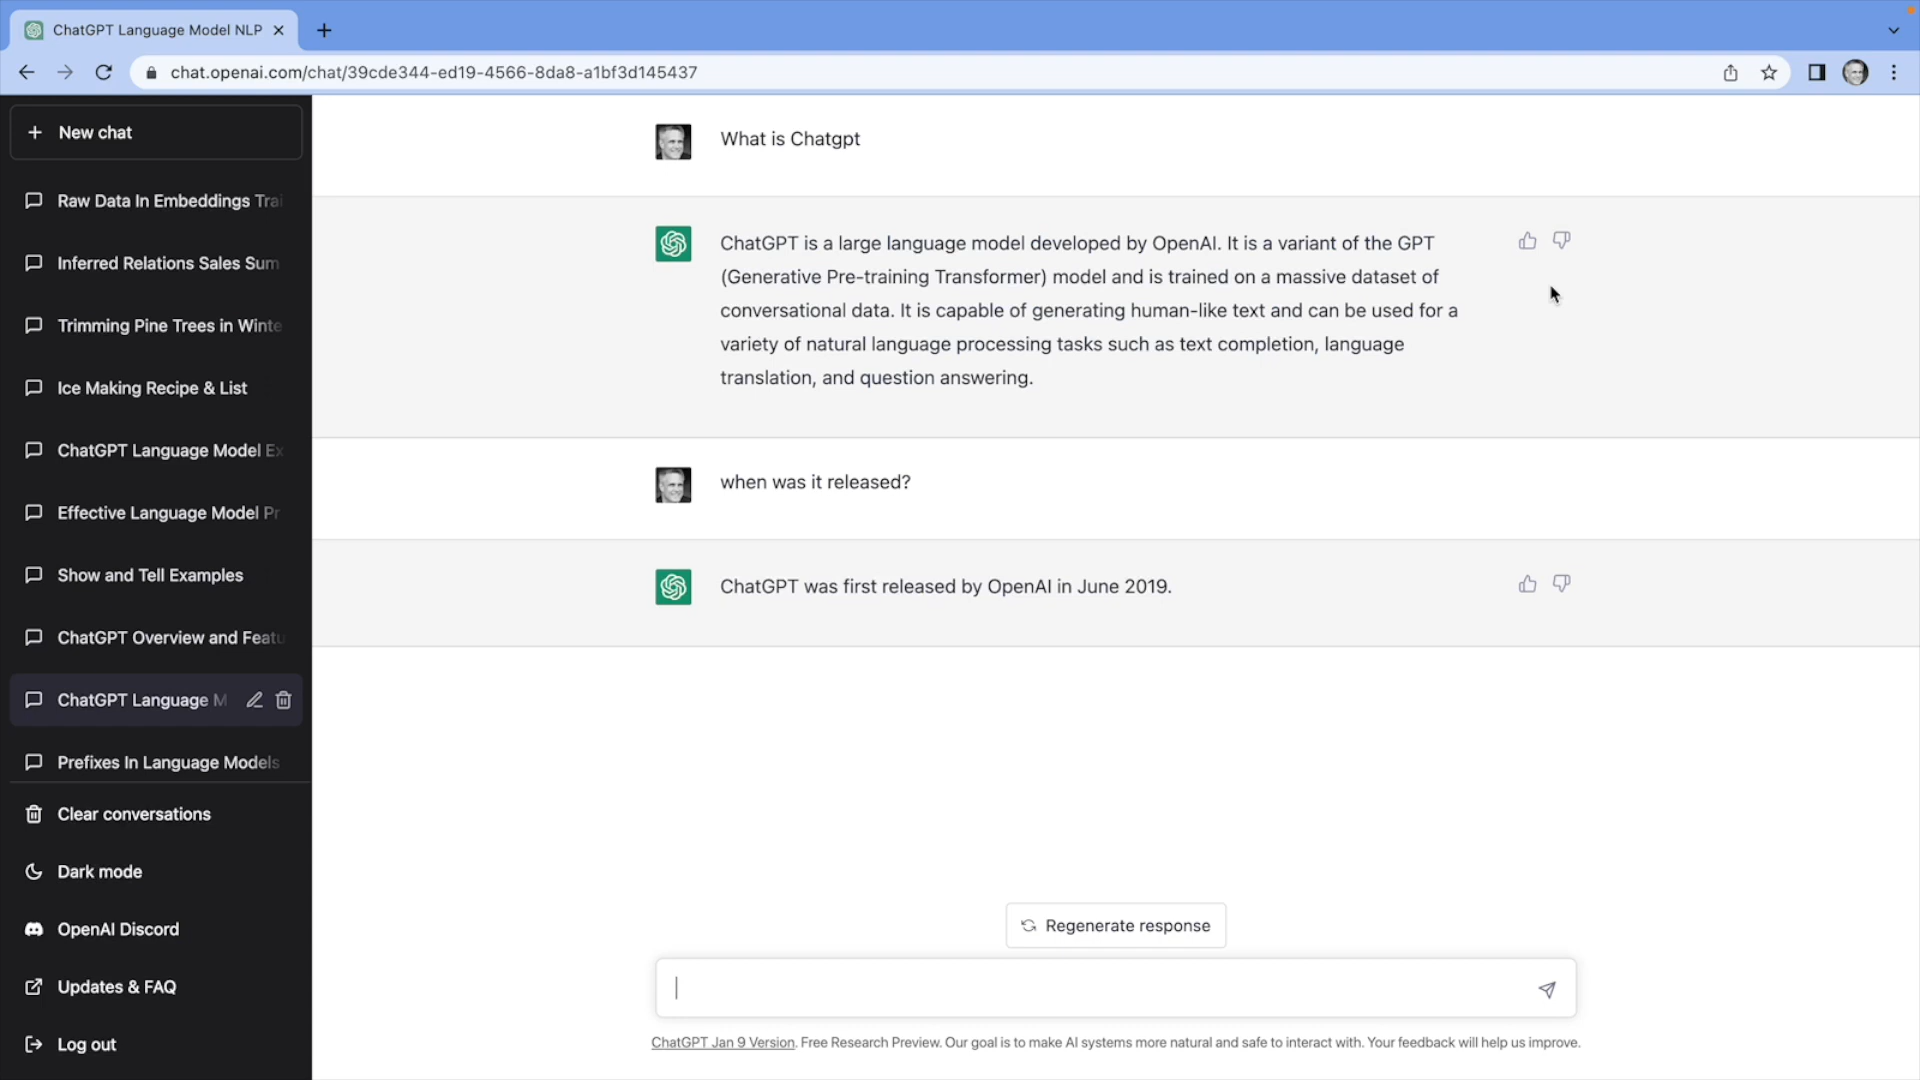 ChatGPT Language Model NLP
chat.openai.com/chat/39cde344-ed19-4566-8da8-a1bf3d145437
New chat
Raw Data In Embeddings Trai
Inferred Relations Sales Sum
Trimming Pine Trees in Winte
Ice Making Recipe & List
ChatGPT Language Model Ex
Effective Language Model Pr
Show and Tell Examples
ChatGPT Overview and Featu
ChatGPT Language M
Prefixes In Language Models
Clear conversations
Dark mode
OpenAI Discord
Updates & FAQ
Log out
What is Chatgpt
ChatGPT is a large language model developed by OpenAI. It is a variant of the GPT
(Generative Pre-training Transformer) model and is trained on a massive dataset of
conversational data. It is capable of generating human-like text and can be used for a
variety of natural language processing tasks such as text completion, language
translation, and question answering.
when was it released?
ChatGPT was first released by OpenAI in June 2019.
Regenerate response
ChatGPT Jan 9 Version. Free Research Preview. Our goal is to make AI systems more natural and safe to interact with. Your feedback will help us improve.